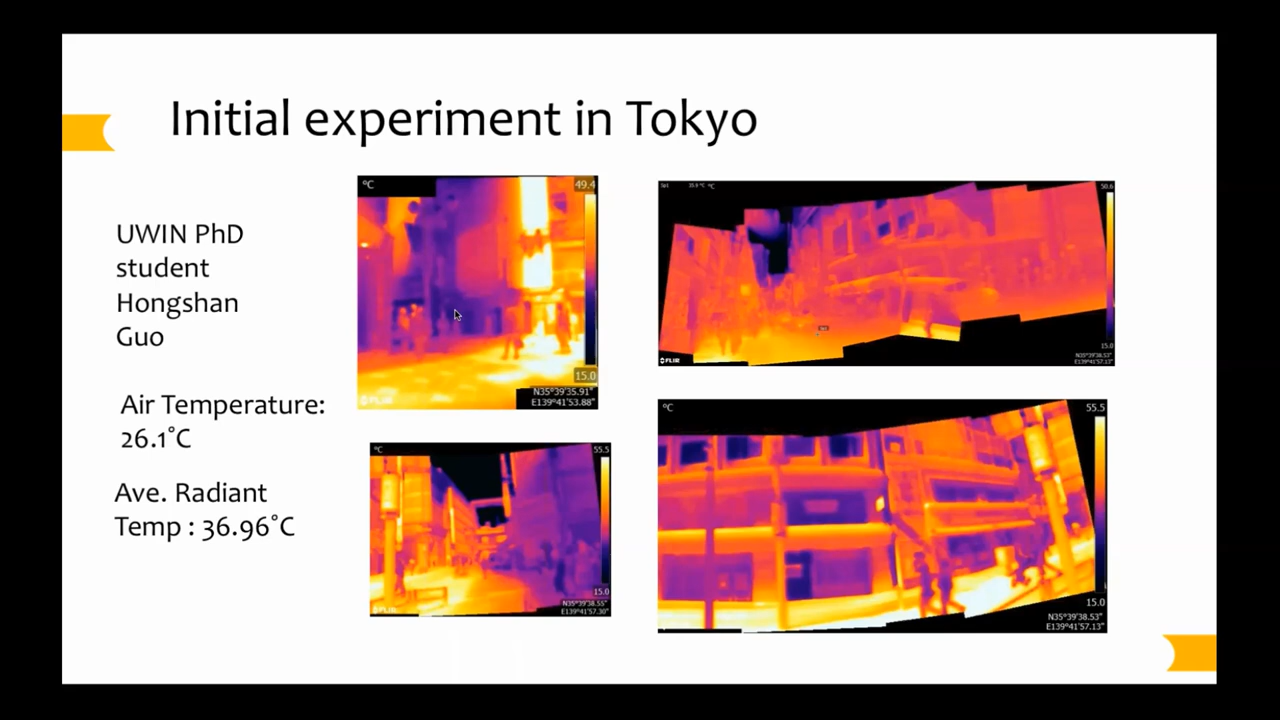 Initial experiment in Tokyo
UWIN PhD
student
Hongshan
Guo
Air Temperature:
26.1°C
Ave. Radiant
Temp : 36.96°C
°C
49.4
15.0
N35°39'35.91"
E139°41'53.88"
°C
50.6
15.0
FLIR
N35°39'38.53"
E139°41'57.13"
°C
55.5
15.0
FLIR
N35°39'38.55"
E139°41'57.30"
°C
55.5
15.0
N35°39'38.53"
E139°41'57.13"